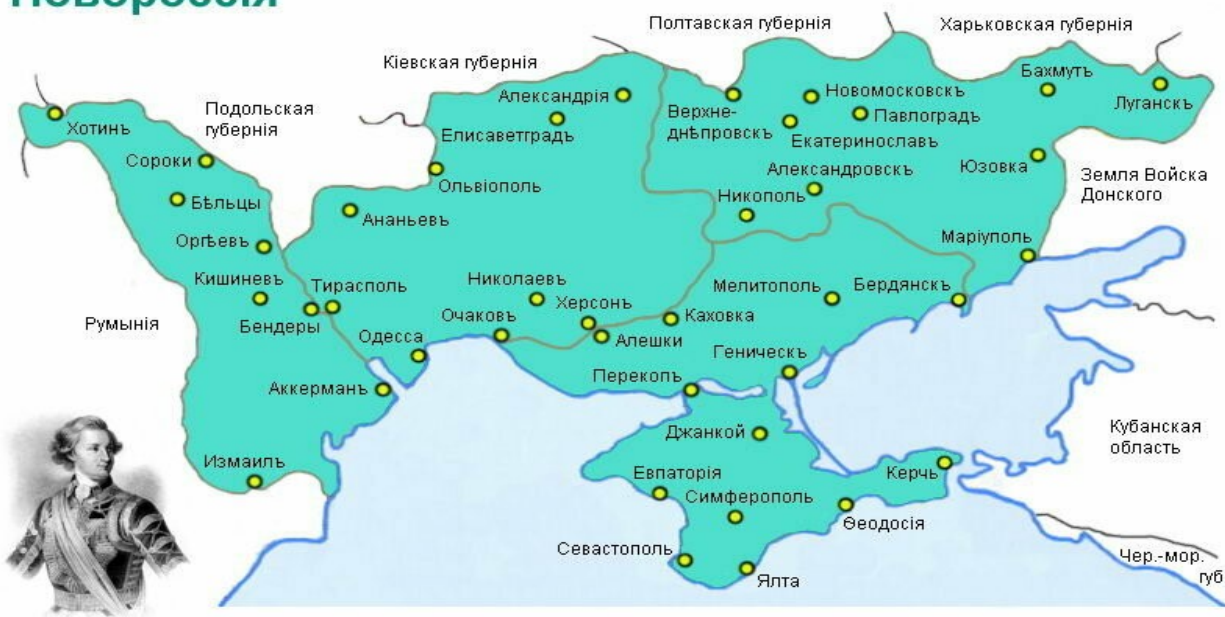 Новороссія
Полтавская губернія
Харьковская губернія
Кіевская губернія
Подольская
губернія
Хотинъ
Сороки
Бѣльцы
Оргѣевъ
Кишиневъ
Бендеры
Тирасполь
Румынія
Аккерманъ
Измаилъ
Александрія
Елисаветградъ
Ольвіополь
Ананьевъ
Николаевъ
Херсонъ
Очаковъ
Одесса
Алешки
Каховка
Верхне-
днѣпровскъ
Новомосковскъ
Павлоградъ
Екатеринославъ
Александровскъ
Никополь
Бахмутъ
Луганскъ
Юзовка
Земля Войска
Донского
Маріуполь
Мелитополь
Бердянскъ
Геническъ
Перекопъ
Джанкой
Евпаторія
Симферополь
Керчь
Ѳеодосія
Севастополь
Ялта
Кубанская
область
Чер.-мор.
губ